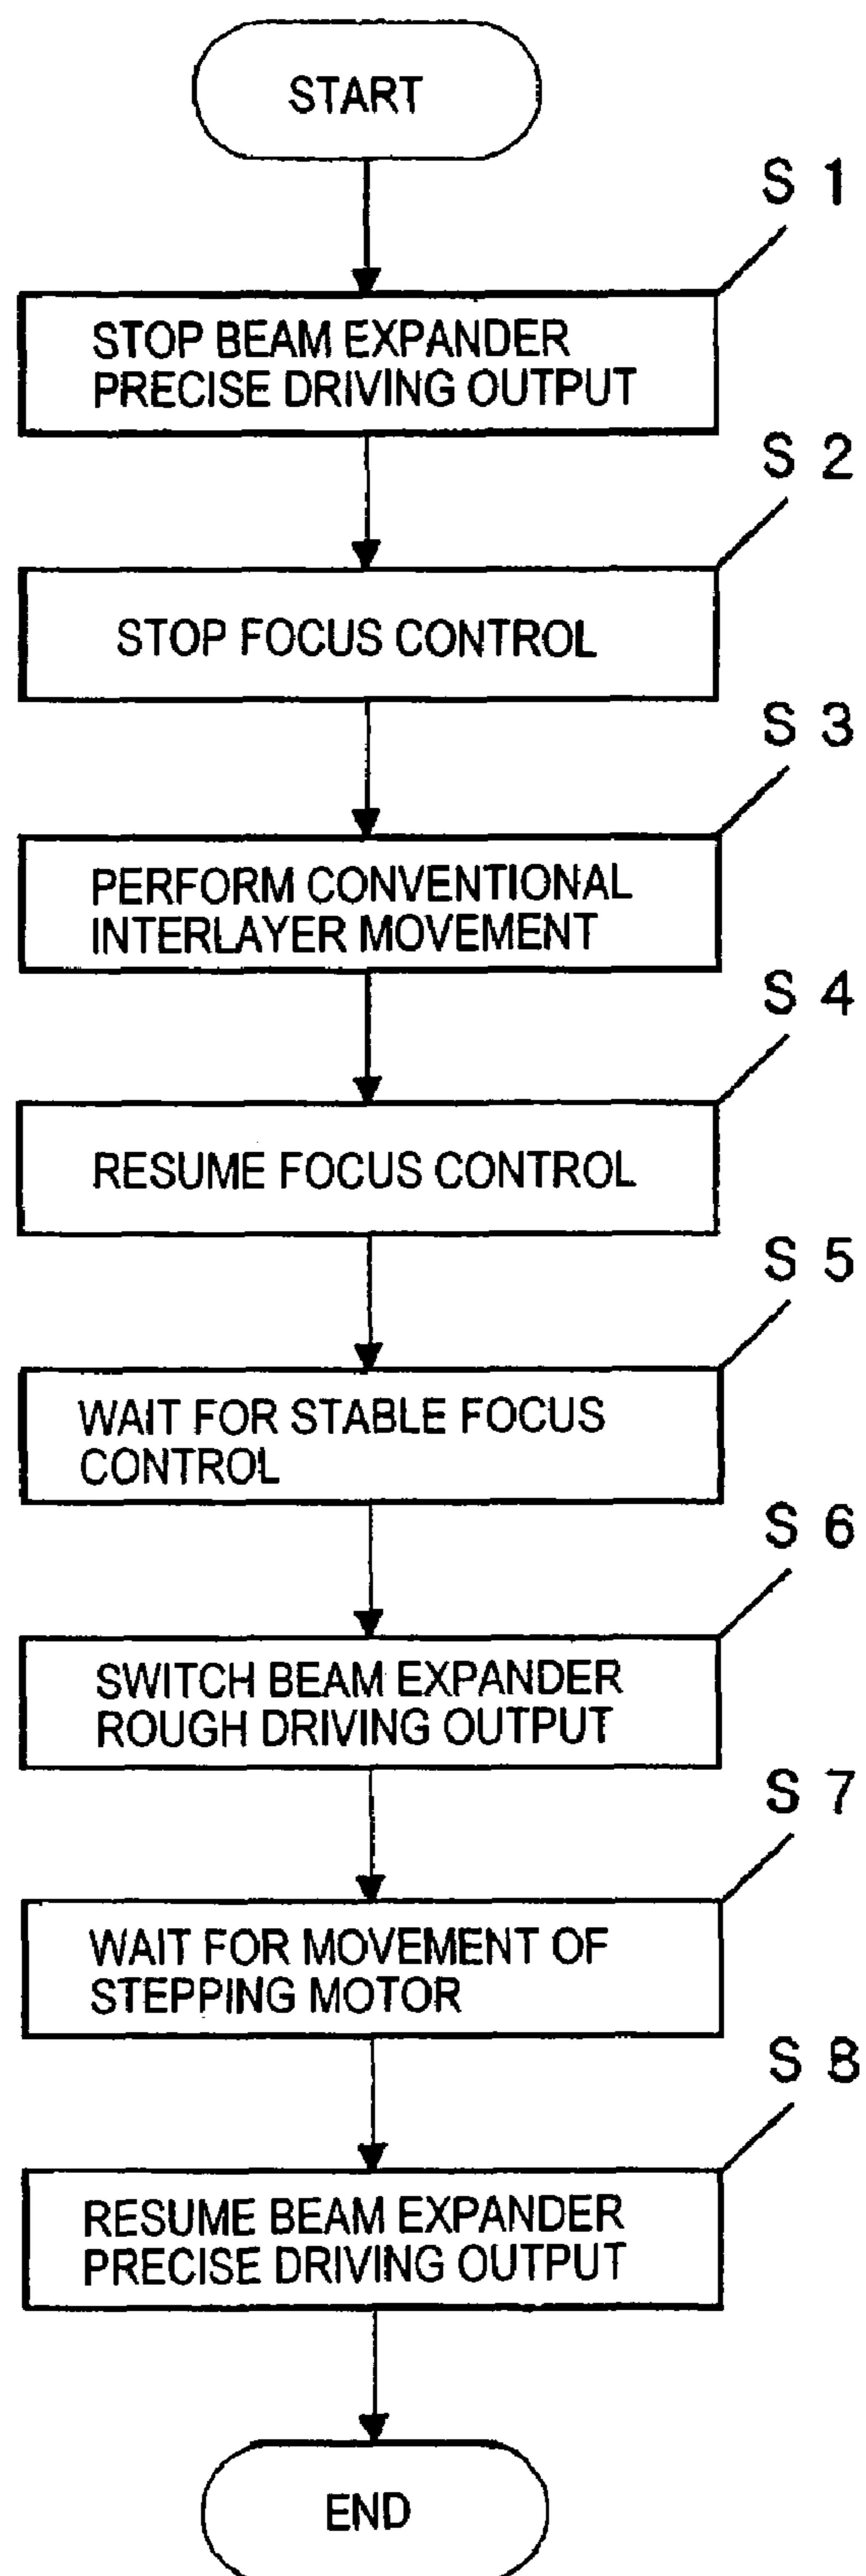 START
S 1
STOP BEAM EXPANDER
PRECISE DRIVING OUTPUT
S 2
STOP FOCUS CONTROL
S 3
PERFORM CONVENTIONAL
INTERLAYER MOVEMENT
S 4
RESUME FOCUS CONTROL
S 5
WAIT FOR STABLE FOCUS
CONTROL
S 6
SWITCH BEAM EXPANDER
ROUGH DRIVING OUTPUT
S 7
WAIT FOR MOVEMENT OF
STEPPING MOTOR
S 8
RESUME BEAM EXPANDER
PRECISE DRIVING OUTPUT
END